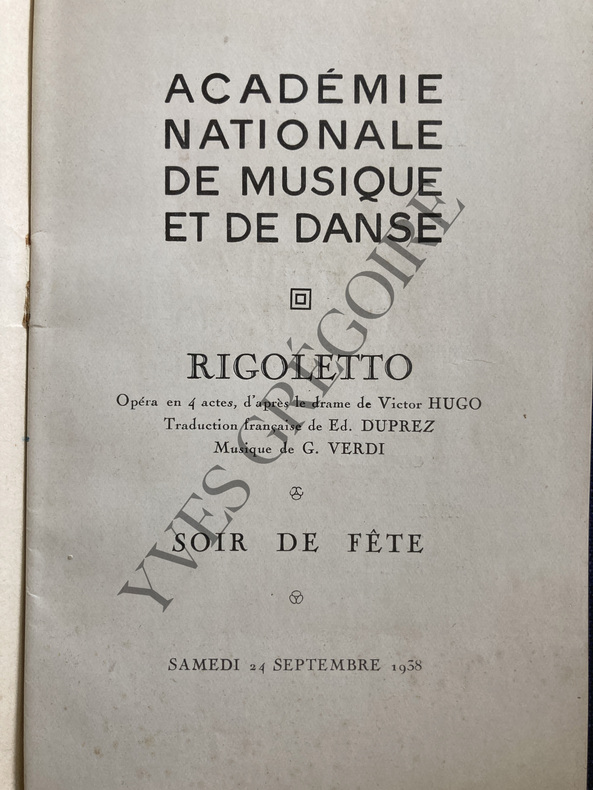 ACADÉMIE
NATIONALE
DE MUSIQUE
ET DE DANSE
RIGOLETTO
Opéra en 4 actes, d'après le drame de Victor HUGO
Traduction française de Ed. DUPREZ
Musique de G. VERDI
SOIR DE FÊTE
SAMEDI 24 SEPTEMBRE 1938
YVES GRÉGOIRE